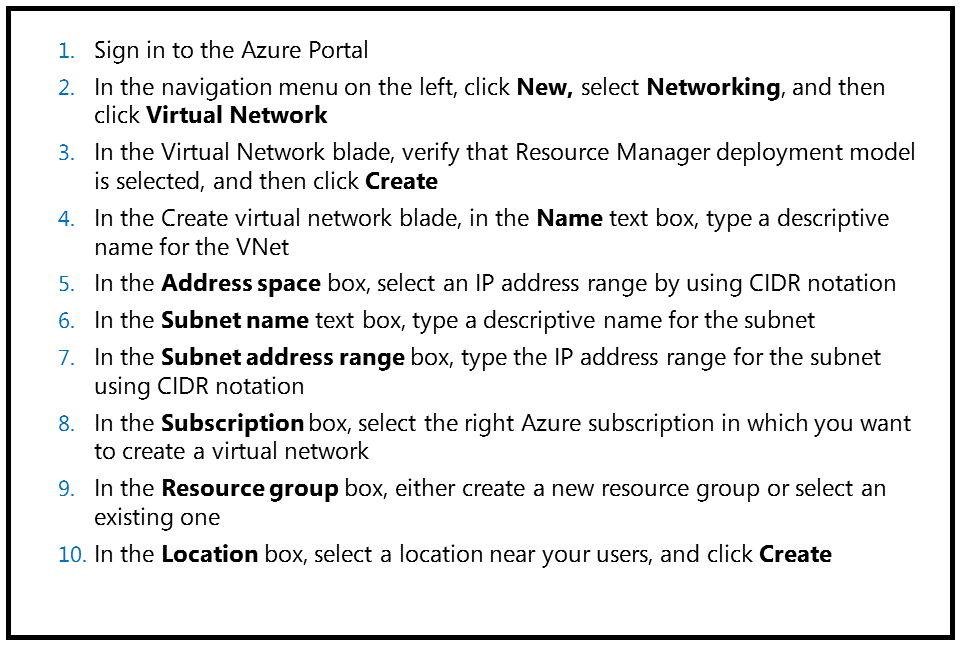 1. Sign in to the Azure Portal
2. In the navigation menu on the left, click New, select Networking, and then
click Virtual Network
3. In the Virtual Network blade, verify that Resource Manager deployment model
is selected, and then click Create
4. In the Create virtual network blade, in the Name text box, type a descriptive
name for the VNet
5. In the Address space box, select an IP address range by using CIDR notation
6. In the Subnet name text box, type a descriptive name for the subnet
7. In the Subnet address range box, type the IP address range for the subnet
using CIDR notation
8. In the Subscription box, select the right Azure subscription in which you want
to create a virtual network
9. In the Resource group box, either create a new resource group or select an
existing one
10. In the Location box, select a location near your users, and click Create